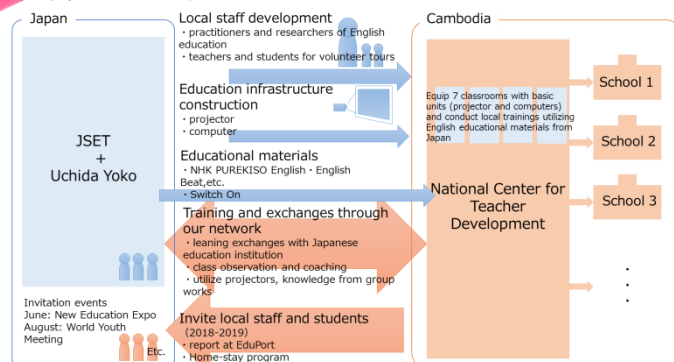 Japan
JSET
+
Uchida Yoko
Invitation events
June: New Education Expo
August: World Youth
Meeting
Etc.
Local staff development
・practitioners and researchers of English
education
・teachers and students for volunteer tours
Education infrastructure
construction
・projector
・computer
Educational materials
・NHK PUREKISO English・English
Beat,etc.
・Switch On
Training and exchanges through
our network
・leaning exchanges with Japanese
education institution
・class observation and coaching
・utilize projectors, knowledge from group
works
Invite local staff and students
（2018-2019）
・report at EduPort
・Home-stay program
Cambodia
Equip 7 classrooms with basic
units (projector and computers)
and conduct local trainings utilizing
English educational materials from
Japan
National Center for
Teacher
Development
School 1
School 2
School 3